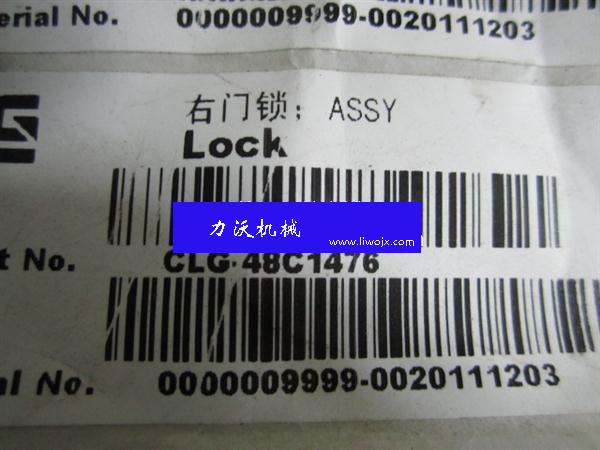 erial No. 0000009999-0020111203
右门锁; ASSY
Lock
力沃机械
www.liwojx.com
t No. CLG-48C1476
al No. 0000009999-0020111203